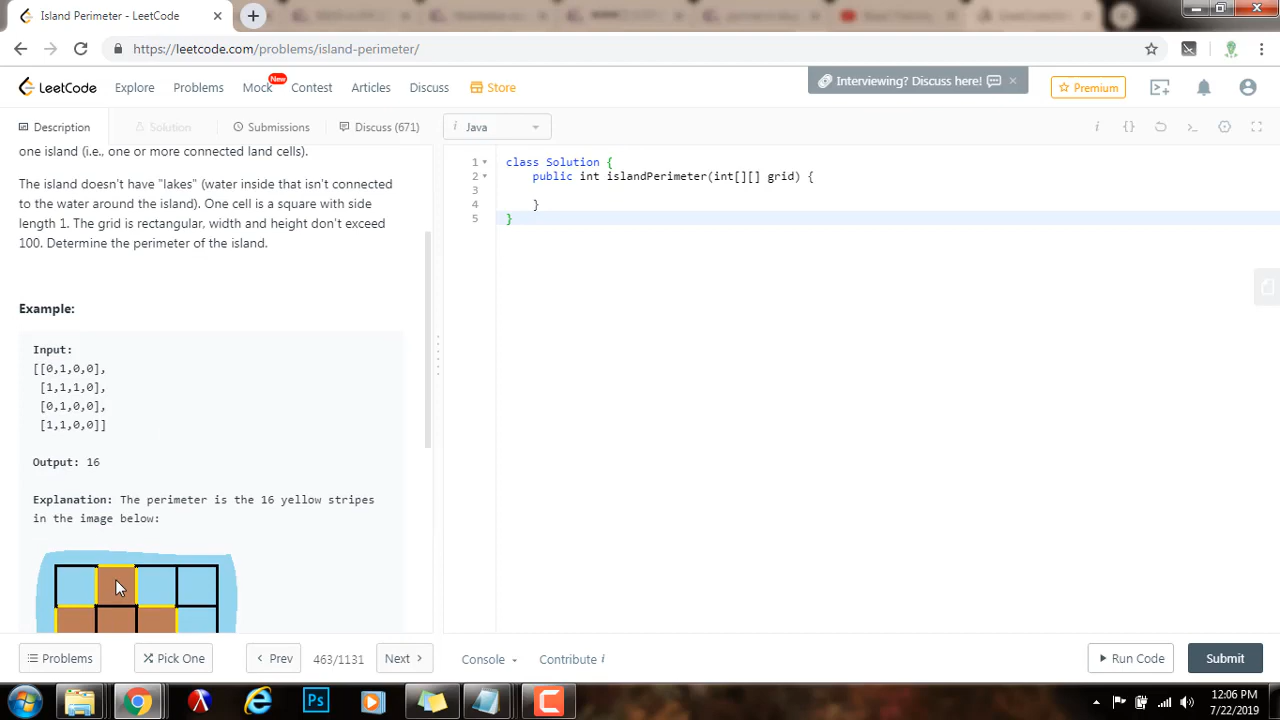 Island Perimeter - LeetCode
https://leetcode.com/problems/island-perimeter/
LeetCode
Explore
Problems
Mock
New
Contest
Articles
Discuss
Store
Interviewing? Discuss here!
Premium
Description
Solution
Submissions
Discuss (671)
i
Java
one island (i.e., one or more connected land cells).
The island doesn't have "lakes" (water inside that isn't connected
to the water around the island). One cell is a square with side
length 1. The grid is rectangular, width and height don't exceed
100. Determine the perimeter of the island.
Example:
Input:
[[0,1,0,0],
[1,1,1,0],
[0,1,0,0],
[1,1,0,0]]
Output: 16
Explanation: The perimeter is the 16 yellow stripes
in the image below:
1 class Solution {
2 public int islandPerimeter(int[][] grid) {
3
4 }
5 }
Problems
Pick One
Prev
463/1131
Next
Console
Contribute i
Run Code
Submit
Ps
12:06 PM
7/22/2019